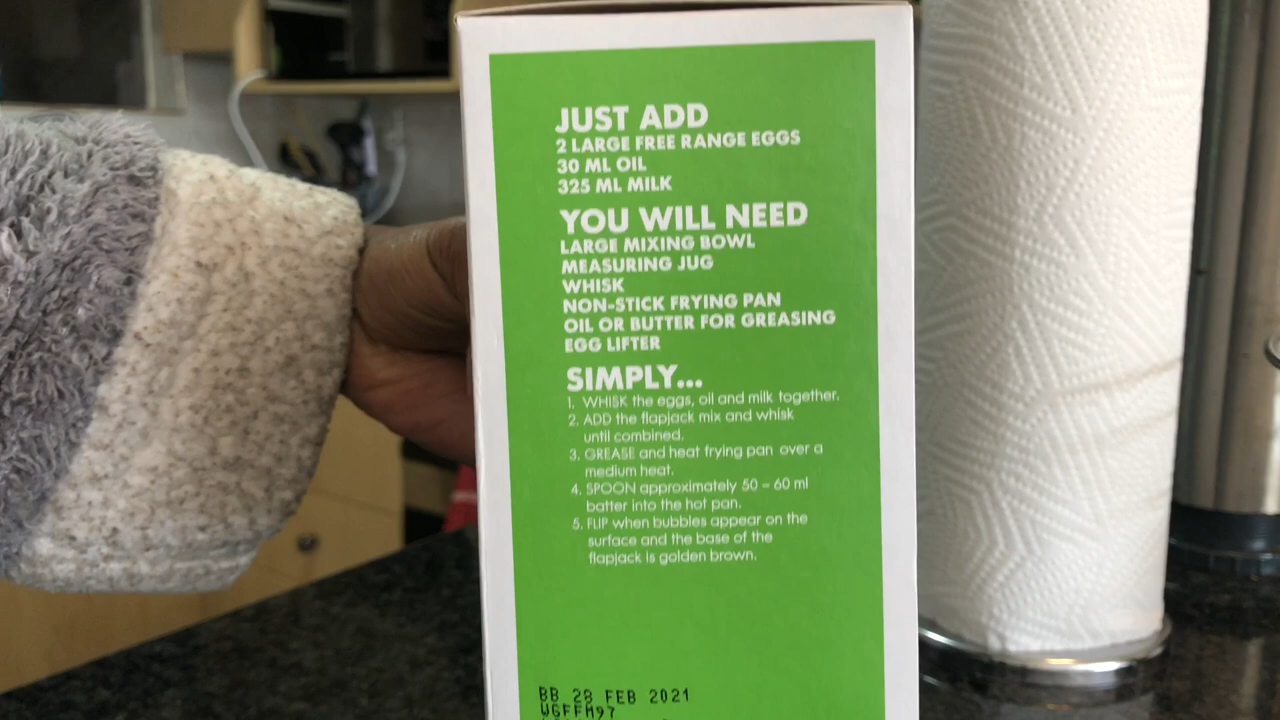 JUST ADD
2 LARGE FREE RANGE EGGS
30 ML OIL
325 ML MILK
YOU WILL NEED
LARGE MIXING BOWL
MEASURING JUG
WHISK
NON-STICK FRYING PAN
OIL OR BUTTER FOR GREASING
EGG LIFTER
SIMPLY...
1. WHISK the eggs, oil and milk together.
2. ADD the flapjack mix and whisk
until combined.
3. GREASE and heat frying pan over a
medium heat.
4. SPOON approximately 50 – 60 ml
batter into the hot pan.
5. FLIP when bubbles appear on the
surface and the base of the
flapjack is golden brown.
BB 28 FEB 2021
WGFFM97